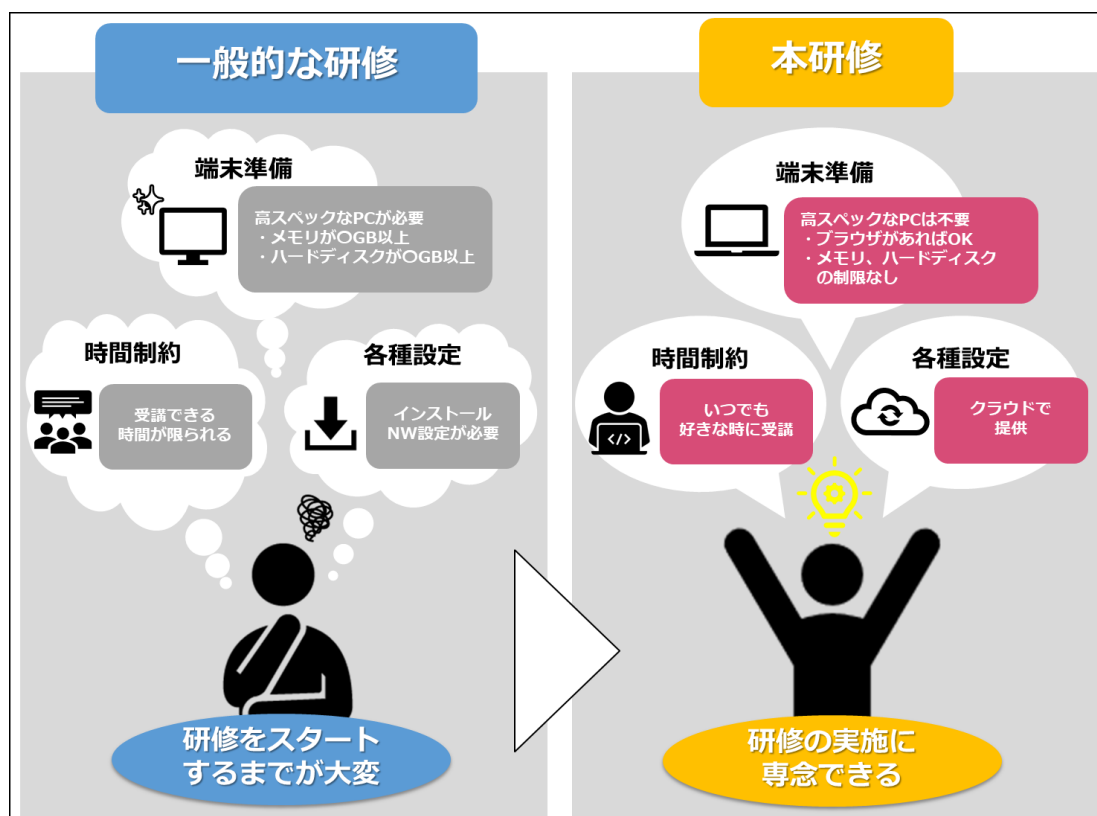 一般的な研修
端末準備
高スペックなPCが必要
・メモリが〇GB以上
・ハードディスクが〇GB以上
時間制約
受講できる
時間が限られる
各種設定
インストール
NW設定が必要
研修をスタート
するまでが大変
本研修
端末準備
高スペックなPCは不要
・ブラウザがあればOK
・メモリ、ハードディスク
の制限なし
時間制約
</>
いつでも
好きな時に受講
各種設定
クラウドで
提供
研修の実施に
専念できる